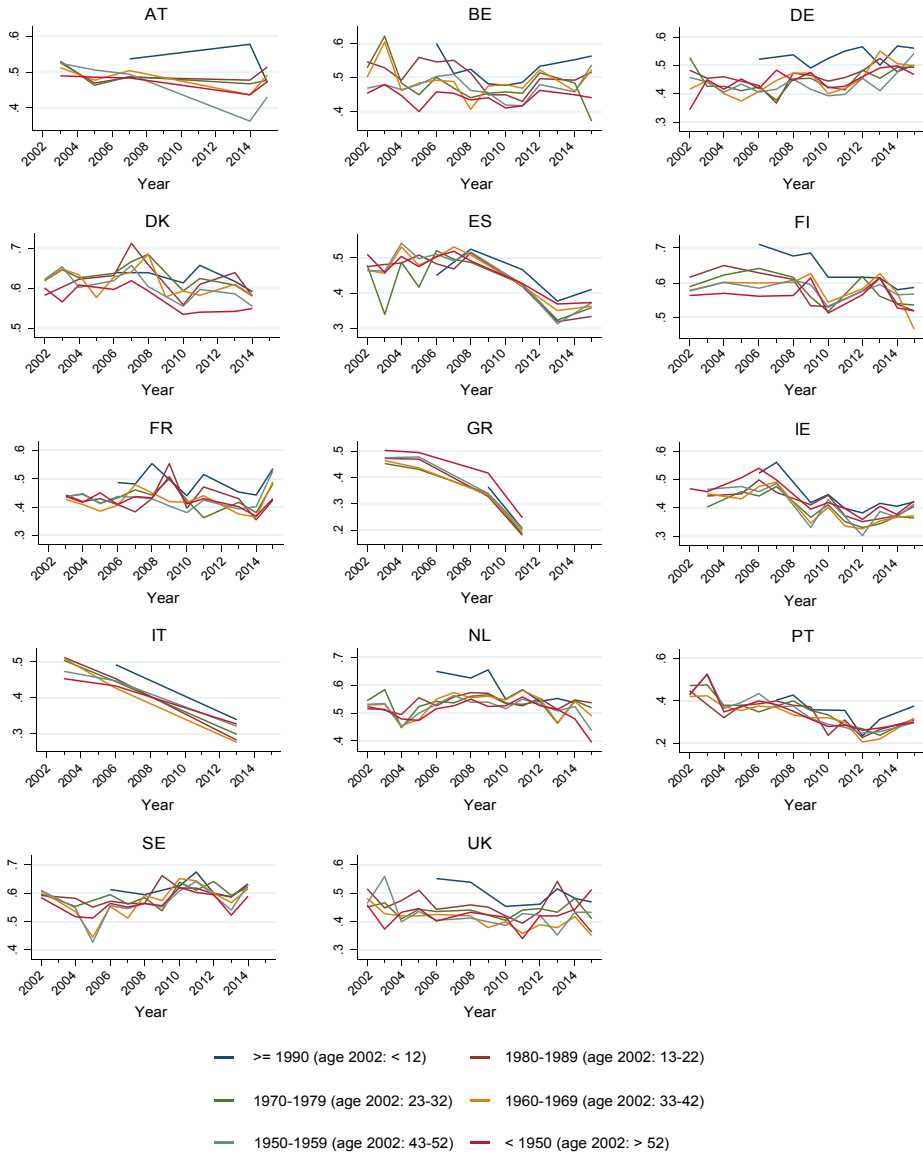 AT
BE
DE
.6
.5
.4
2002 2004 2006 2008 2010 2012 2014
Year
.6
.5
.4
2002 2004 2006 2008 2010 2012 2014
Year
.6
.5
.4
.3
2002 2004 2006 2008 2010 2012 2014
Year
DK
ES
FI
.7
.6
.5
2002 2004 2006 2008 2010 2012 2014
Year
.5
.4
.3
2002 2004 2006 2008 2010 2012 2014
Year
.7
.6
.5
2002 2004 2006 2008 2010 2012 2014
Year
FR
GR
IE
.6
.5
.4
.3
2002 2004 2006 2008 2010 2012 2014
Year
.5
.4
.3
.2
2002 2004 2006 2008 2010 2012 2014
Year
.6
.5
.4
.3
2002 2004 2006 2008 2010 2012 2014
Year
IT
NL
PT
.5
.4
.3
2002 2004 2006 2008 2010 2012 2014
Year
.7
.6
.5
.4
2002 2004 2006 2008 2010 2012 2014
Year
.6
.4
.2
2002 2004 2006 2008 2010 2012 2014
Year
SE
UK
.7
.6
.5
.4
2002 2004 2006 2008 2010 2012 2014
Year
.6
.5
.4
.3
2002 2004 2006 2008 2010 2012 2014
Year
>= 1990 (age 2002: < 12)
1980-1989 (age 2002: 13-22)
1970-1979 (age 2002: 23-32)
1960-1969 (age 2002: 33-42)
1950-1959 (age 2002: 43-52)
< 1950 (age 2002: > 52)